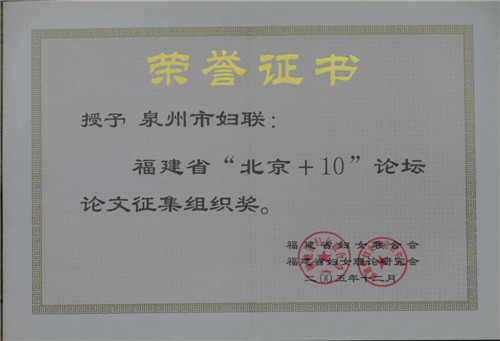 荣誉证书
授予 泉州市妇联：
福建省“北京＋10”论坛
论文征集组织奖。
福建省妇女联合会
福建省妇女理论研究会
二〇〇五年十二月